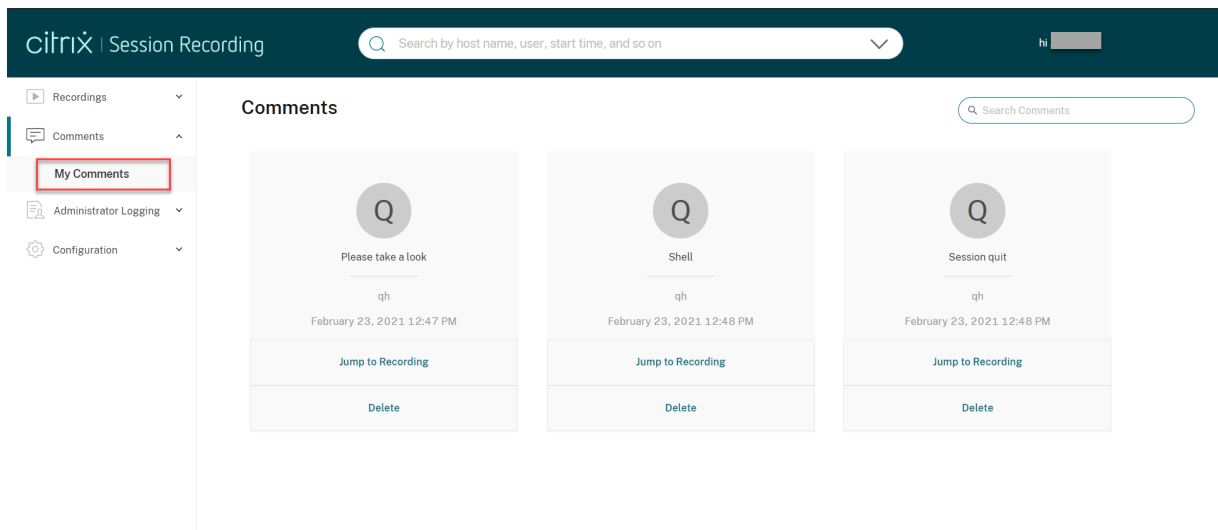 citrix | Session Recording
Search by host name, user, start time, and so on
hi
Recordings
Comments
My Comments
Administrator Logging
Configuration
Comments
Search Comments
Q
Please take a look
qh
February 23, 2021 12:47 PM
Jump to Recording
Delete
Q
Shell
qh
February 23, 2021 12:48 PM
Jump to Recording
Delete
Q
Session quit
qh
February 23, 2021 12:48 PM
Jump to Recording
Delete